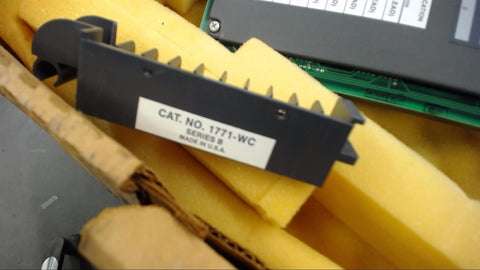 CAT. NO. 1771-WC
SERIES B
MADE IN U.S.A.